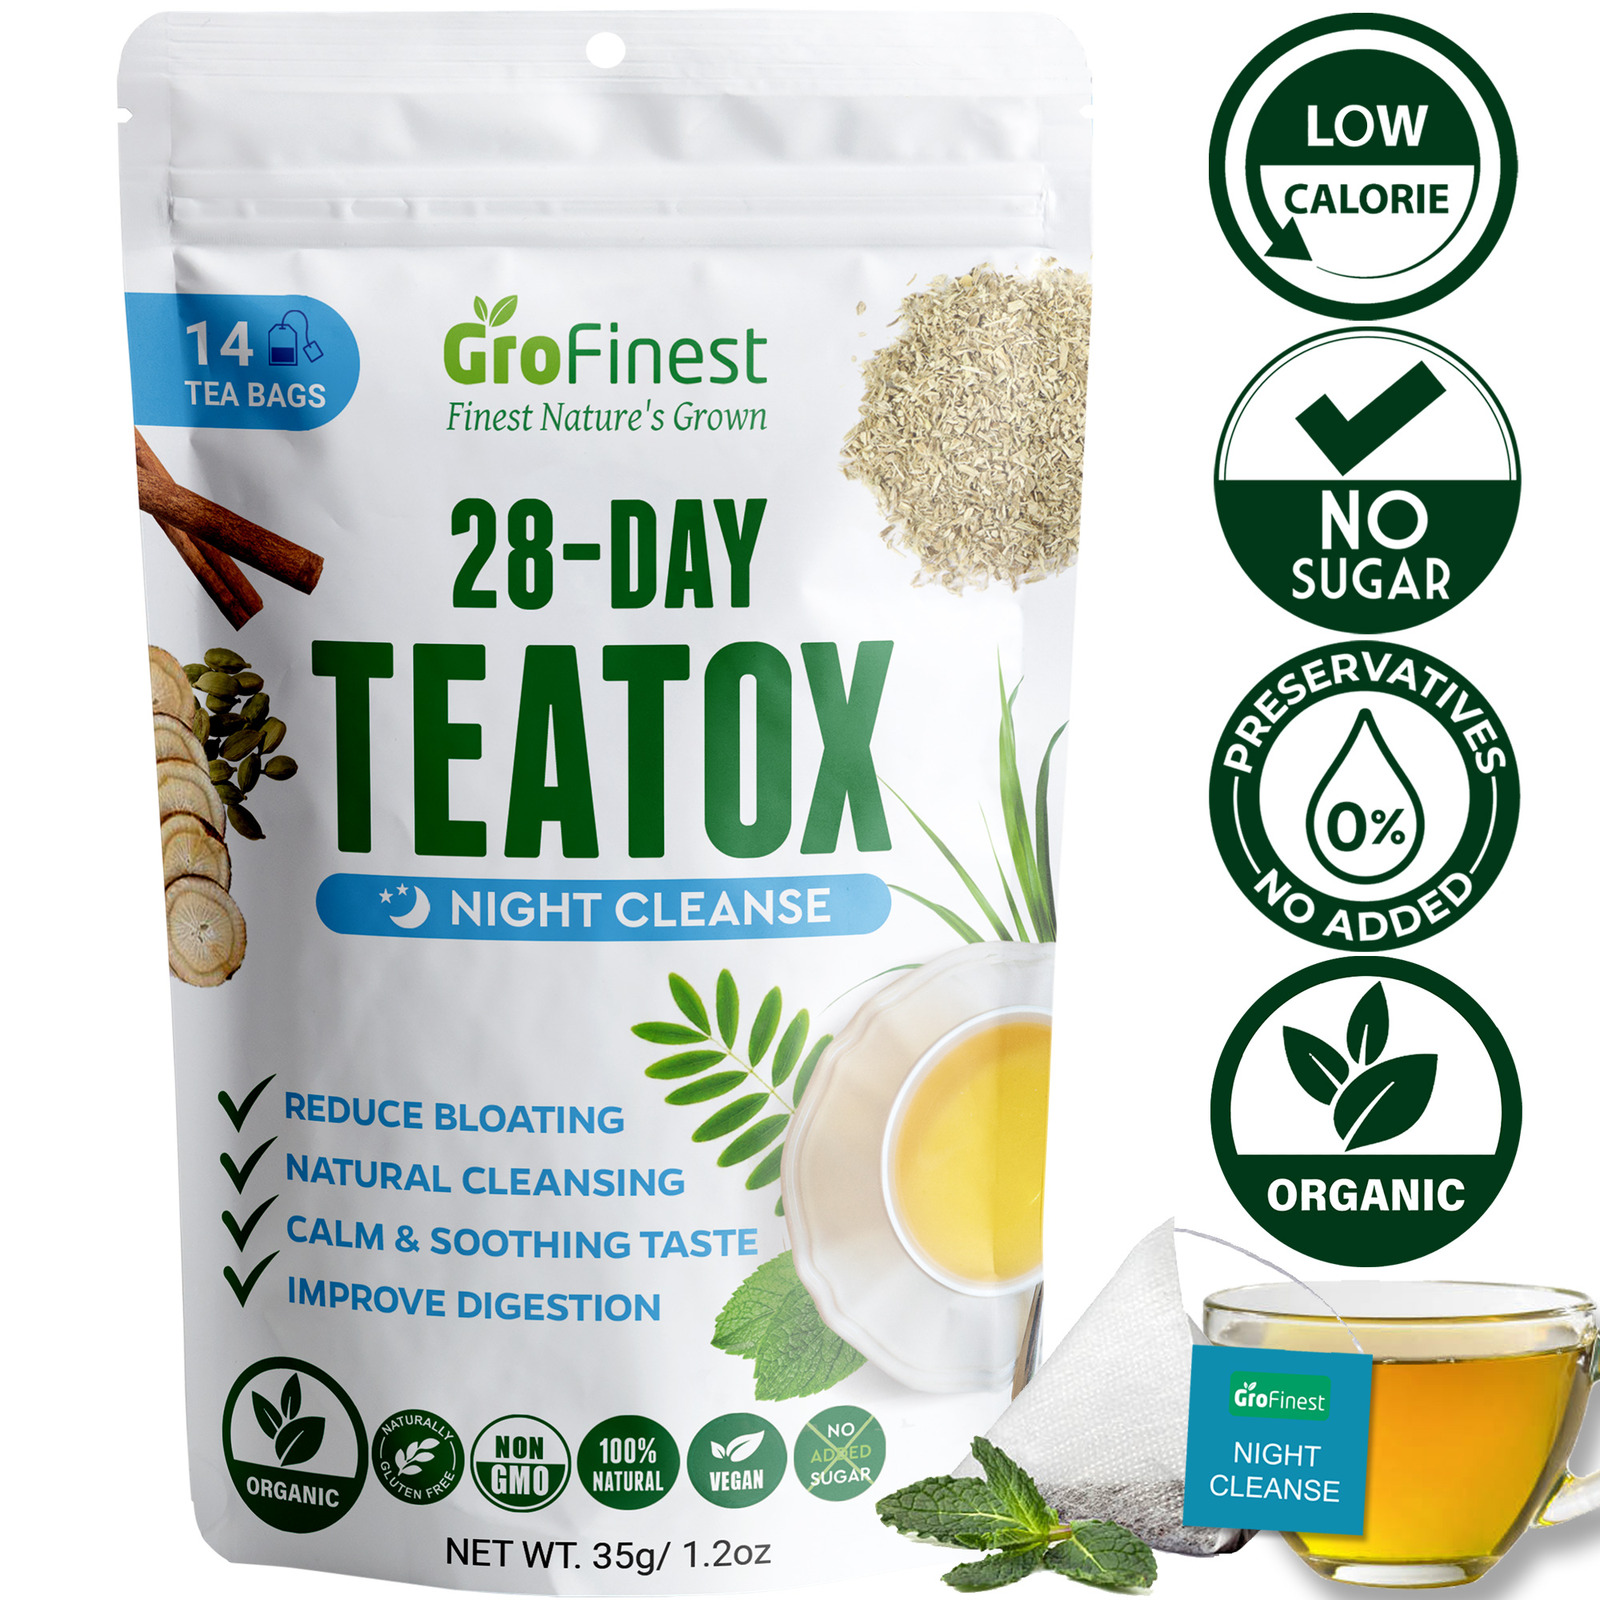 14
TEA BAGS
GroFinest
Finest Nature's Grown
28-DAY
TEATOX
NIGHT CLEANSE
REDUCE BLOATING
NATURAL CLEANSING
CALM & SOOTHING TASTE
IMPROVE DIGESTION
ORGANIC
NATURALLY
GLUTEN FREE
NON
GMO
100%
NATURAL
VEGAN
NO
ADDED
SUGAR
NET WT. 35g/ 1.2oz
LOW
CALORIE
NO
SUGAR
PRESERVATIVES
0%
NO ADDED
ORGANIC
GroFinest
NIGHT
CLEANSE